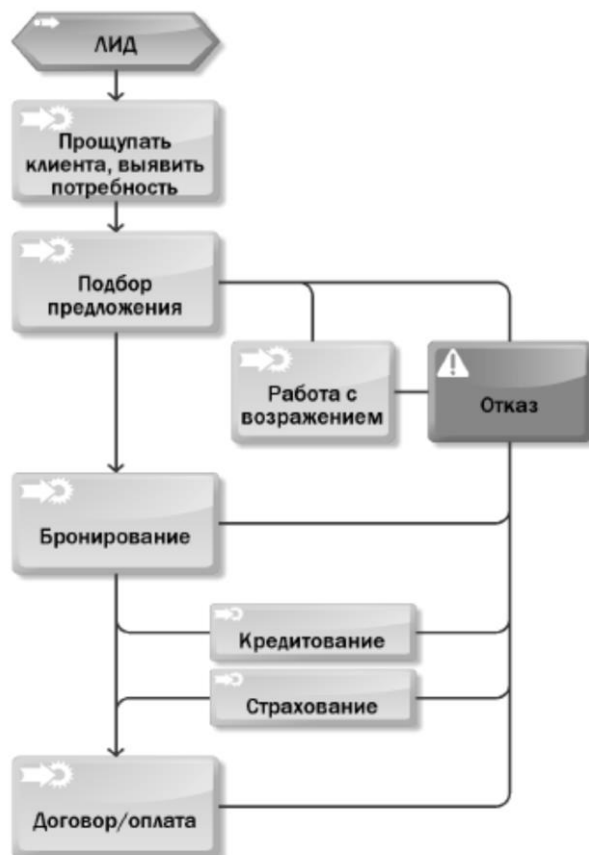 ЛИД
Прощупать
клиента, выявить
потребность
Подбор
предложения
Работа с
возражением
Отказ
Бронирование
Кредитование
Страхование
Договор/оплата